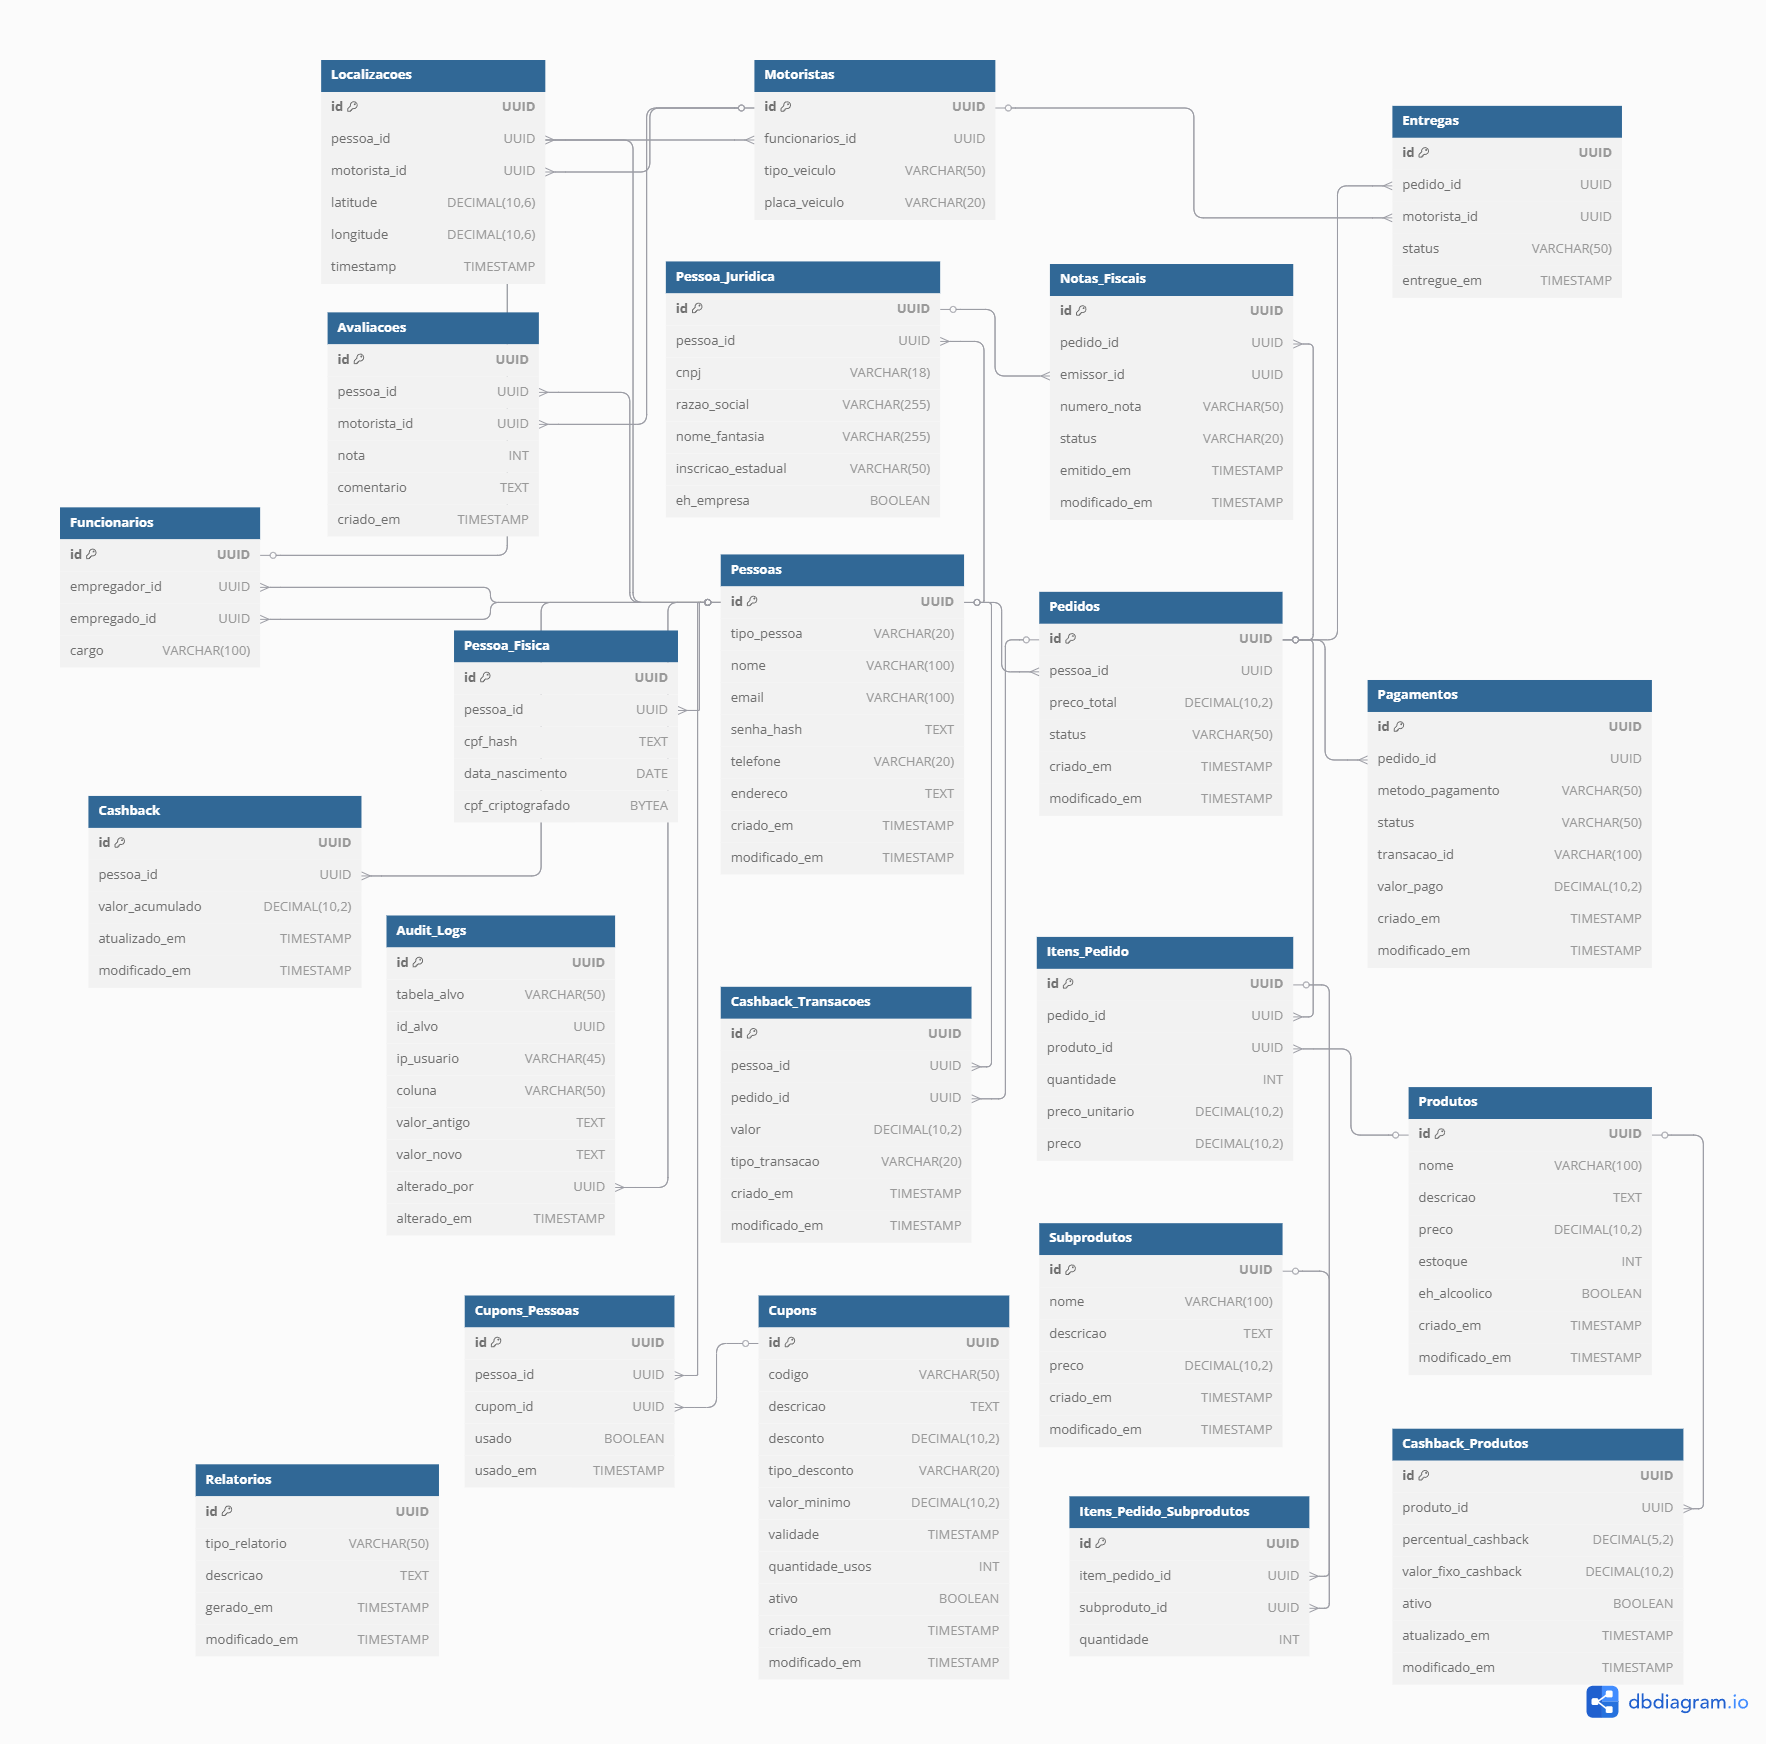 Localizacoes
id UUID
pessoa_id UUID
motorista_id UUID
latitude DECIMAL(10,6)
longitude DECIMAL(10,6)
timestamp TIMESTAMP
Motoristas
id UUID
funcionarios_id UUID
tipo_veiculo VARCHAR(50)
placa_veiculo VARCHAR(20)
Entregas
id UUID
pedido_id UUID
motorista_id UUID
status VARCHAR(50)
entregue_em TIMESTAMP
Pessoa_Juridica
id UUID
pessoa_id UUID
cnpj VARCHAR(18)
razao_social VARCHAR(255)
nome_fantasia VARCHAR(255)
inscricao_estadual VARCHAR(50)
eh_empresa BOOLEAN
Notas_Fiscais
id UUID
pedido_id UUID
emissor_id UUID
numero_nota VARCHAR(50)
status VARCHAR(20)
emitido_em TIMESTAMP
modificado_em TIMESTAMP
Avaliacoes
id UUID
pessoa_id UUID
motorista_id UUID
nota INT
comentario TEXT
criado_em TIMESTAMP
Funcionarios
id UUID
empregador_id UUID
empregado_id UUID
cargo VARCHAR(100)
Pessoas
id UUID
tipo_pessoa VARCHAR(20)
nome VARCHAR(100)
email VARCHAR(100)
senha_hash TEXT
telefone VARCHAR(20)
endereco TEXT
criado_em TIMESTAMP
modificado_em TIMESTAMP
Pedidos
id UUID
pessoa_id UUID
preco_total DECIMAL(10,2)
status VARCHAR(50)
criado_em TIMESTAMP
modificado_em TIMESTAMP
Pessoa_Fisica
id UUID
pessoa_id UUID
cpf_hash TEXT
data_nascimento DATE
cpf_criptografado BYTEA
Pagamentos
id UUID
pedido_id UUID
metodo_pagamento VARCHAR(50)
status VARCHAR(50)
transacao_id VARCHAR(100)
valor_pago DECIMAL(10,2)
criado_em TIMESTAMP
modificado_em TIMESTAMP
Cashback
id UUID
pessoa_id UUID
valor_acumulado DECIMAL(10,2)
atualizado_em TIMESTAMP
modificado_em TIMESTAMP
Audit_Logs
id UUID
tabela_alvo VARCHAR(50)
id_alvo UUID
ip_usuario VARCHAR(45)
coluna VARCHAR(50)
valor_antigo TEXT
valor_novo TEXT
alterado_por UUID
alterado_em TIMESTAMP
Cashback_Transacoes
id UUID
pessoa_id UUID
pedido_id UUID
valor DECIMAL(10,2)
tipo_transacao VARCHAR(20)
criado_em TIMESTAMP
modificado_em TIMESTAMP
Itens_Pedido
id UUID
pedido_id UUID
produto_id UUID
quantidade INT
preco_unitario DECIMAL(10,2)
preco DECIMAL(10,2)
Produtos
id UUID
nome VARCHAR(100)
descricao TEXT
preco DECIMAL(10,2)
estoque INT
eh_alcoolico BOOLEAN
criado_em TIMESTAMP
modificado_em TIMESTAMP
Subprodutos
id UUID
nome VARCHAR(100)
descricao TEXT
preco DECIMAL(10,2)
criado_em TIMESTAMP
modificado_em TIMESTAMP
Cupons_Pessoas
id UUID
pessoa_id UUID
cupom_id UUID
usado BOOLEAN
usado_em TIMESTAMP
Cupons
id UUID
codigo VARCHAR(50)
descricao TEXT
desconto DECIMAL(10,2)
tipo_desconto VARCHAR(20)
valor_minimo DECIMAL(10,2)
validade TIMESTAMP
quantidade_usos INT
ativo BOOLEAN
criado_em TIMESTAMP
modificado_em TIMESTAMP
Relatorios
id UUID
tipo_relatorio VARCHAR(50)
descricao TEXT
gerado_em TIMESTAMP
modificado_em TIMESTAMP
Itens_Pedido_Subprodutos
id UUID
item_pedido_id UUID
subproduto_id UUID
quantidade INT
Cashback_Produtos
id UUID
produto_id UUID
percentual_cashback DECIMAL(5,2)
valor_fixo_cashback DECIMAL(10,2)
ativo BOOLEAN
atualizado_em TIMESTAMP
modificado_em TIMESTAMP
dbdiagram.io